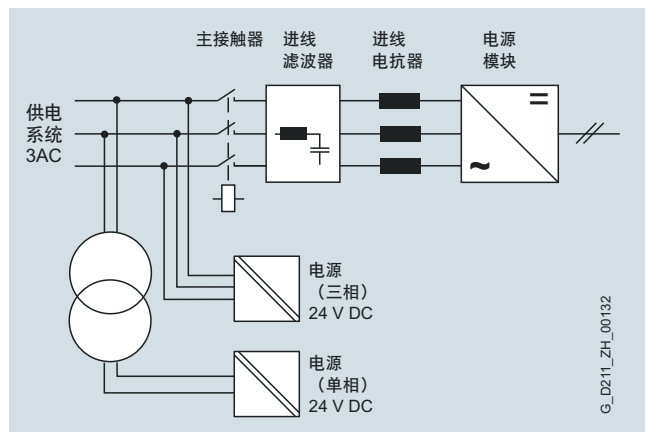 主接触器
进线
滤波器
进线
电抗器
电源
模块
供电
系统
3AC
电源
（三相）
24 V DC
电源
（单相）
24 V DC
G_D211_ZH_00132